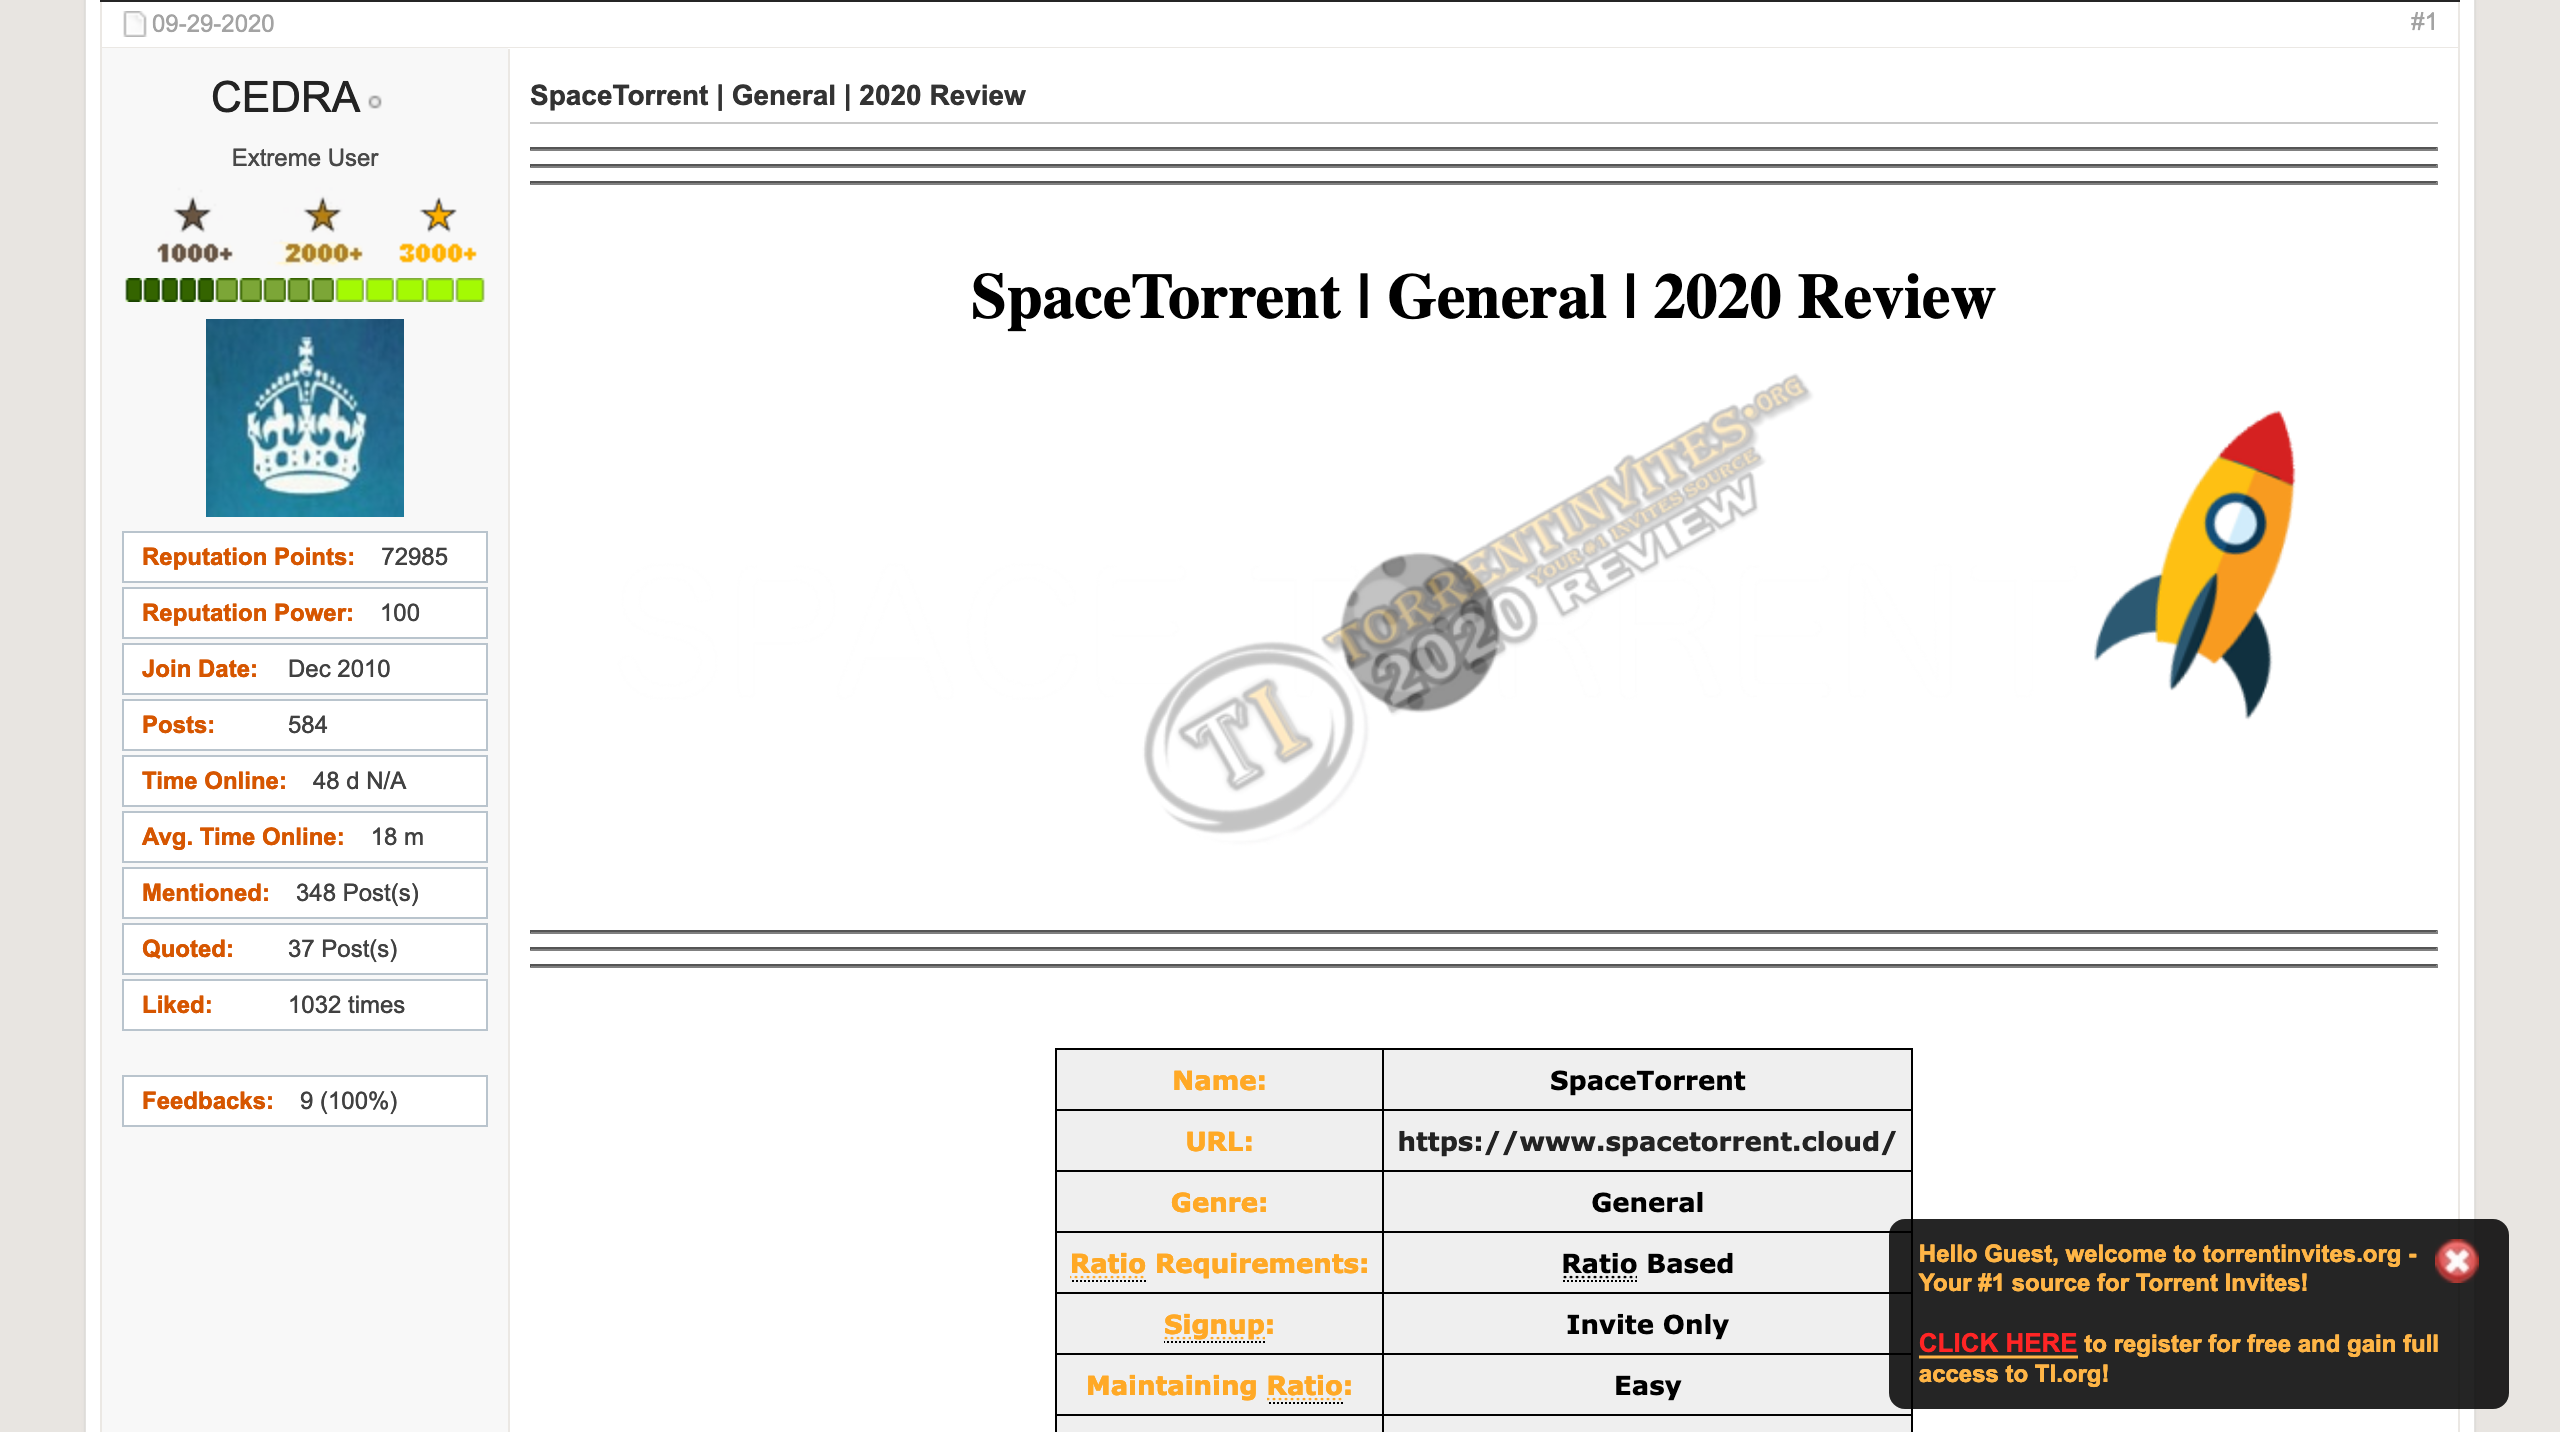 09-29-2020
#1
CEDRA
Extreme User
1000+ 2000+ 3000+
Reputation Points: 72985
Reputation Power: 100
Join Date: Dec 2010
Posts: 584
Time Online: 48 d N/A
Avg. Time Online: 18 m
Mentioned: 348 Post(s)
Quoted: 37 Post(s)
Liked: 1032 times
Feedbacks: 9 (100%)
SpaceTorrent | General | 2020 Review
SpaceTorrent | General | 2020 Review
TI
TORRENTINVITES.ORG
YOUR #1 INVITES SOURCE
2020 REVIEW
Name: SpaceTorrent
URL: https://www.spacetorrent.cloud/
Genre: General
Ratio Requirements: Ratio Based
Signup: Invite Only
Maintaining Ratio: Easy
Hello Guest, welcome to torrentinvites.org -
Your #1 source for Torrent Invites!
CLICK HERE to register for free and gain full
access to TI.org!